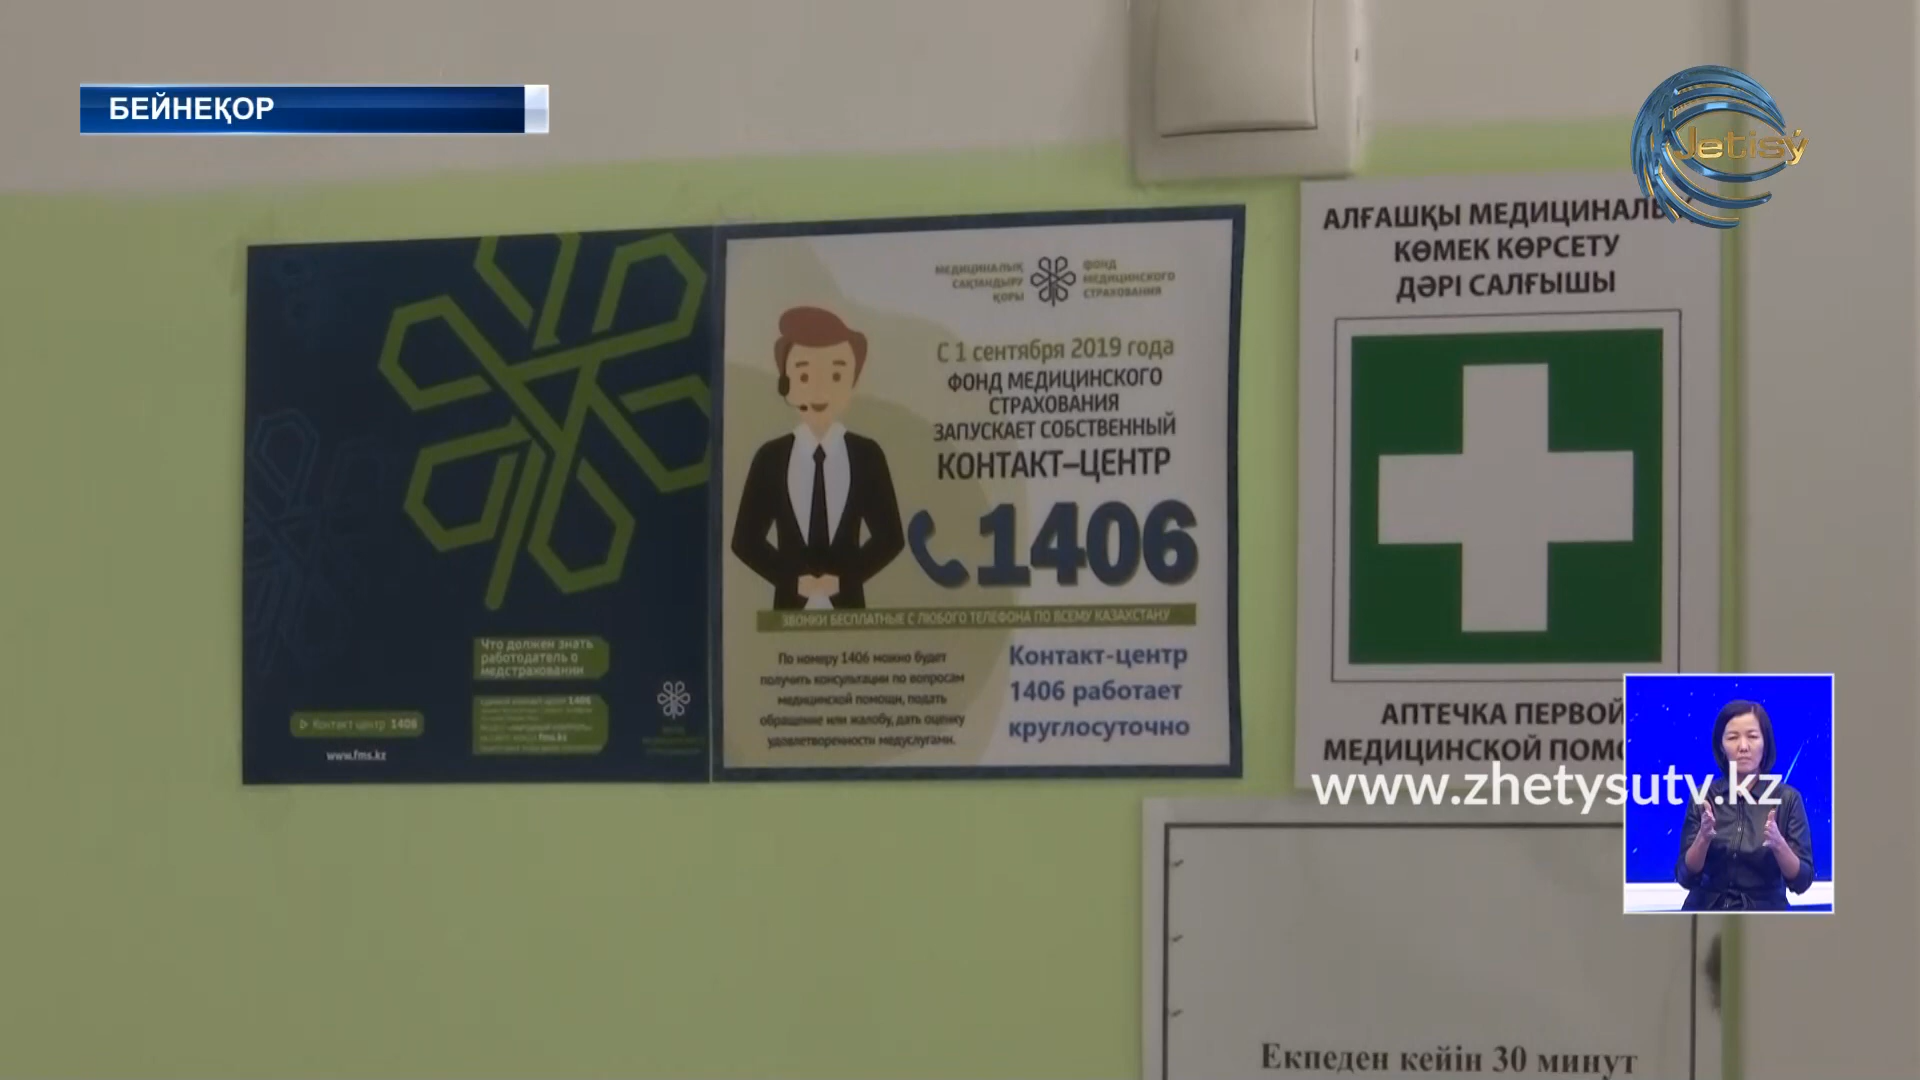 БЕЙНЕҚОР
Jetisý
МЕДИЦИНАЛЫҚ
САҚТАНДЫРУ
ҚОРЫ
ФОНД
МЕДИЦИНСКОГО
СТРАХОВАНИЯ
С 1 сентября 2019 года
ФОНД МЕДИЦИНСКОГО
СТРАХОВАНИЯ
ЗАПУСКАЕТ СОБСТВЕННЫЙ
КОНТАКТ–ЦЕНТР
1406
ЗВОНКИ БЕСПЛАТНЫЕ С ЛЮБОГО ТЕЛЕФОНА ПО ВСЕМУ КАЗАХСТАНУ
По номеру 1406 можно будет
получить консультации по вопросам
медицинской помощи, подать
обращение или жалобу, дать оценку
удовлетворенности медуслугами.
Контакт-центр
1406 работает
круглосуточно
Что должен знать
работодатель о
медстраховании
Контакт центр 1406
www.fms.kz
АЛҒАШҚЫ МЕДИЦИНАЛЫҚ
КӨМЕК КӨРСЕТУ
ДӘРІ САЛҒЫШЫ
АПТЕЧКА ПЕРВОЙ
МЕДИЦИНСКОЙ
www.zhetysutv.kz
Екпеден кейін 30 минут